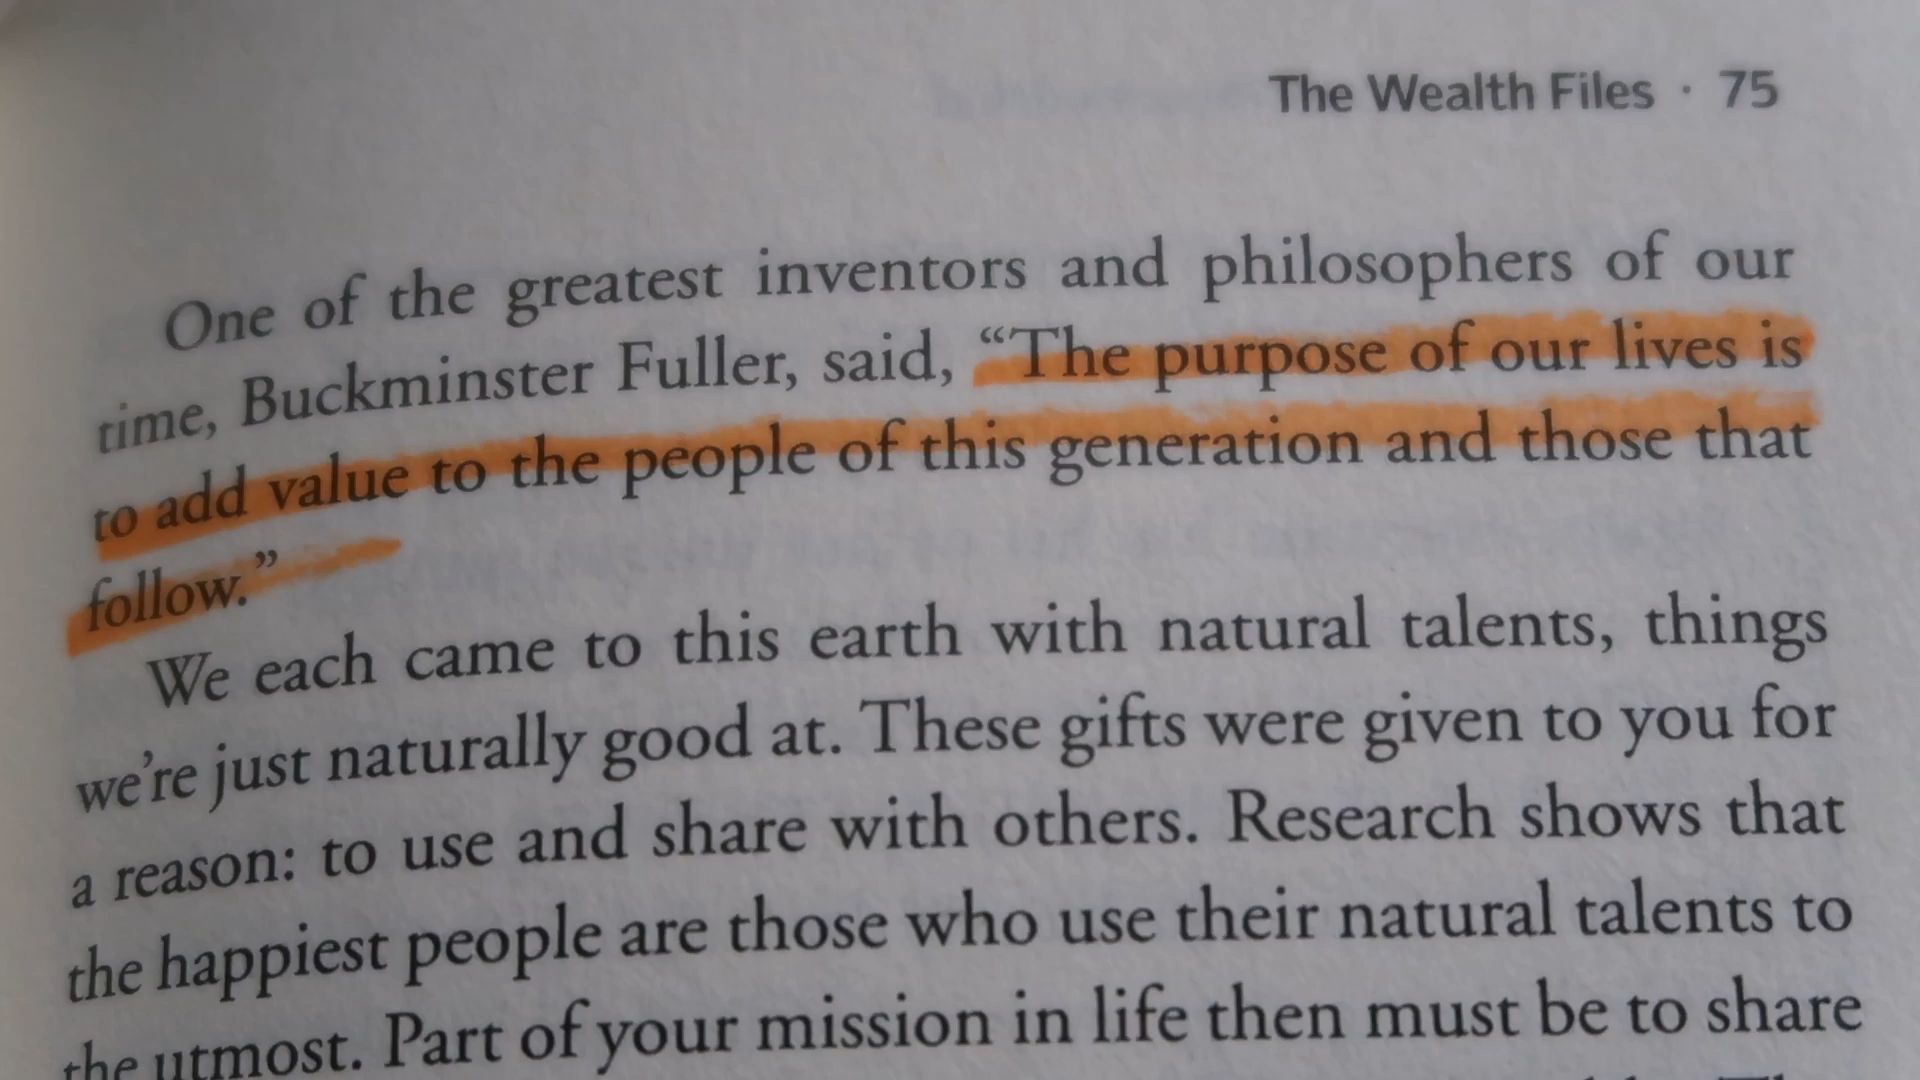 The Wealth Files · 75
One of the greatest inventors and philosophers of our
time, Buckminster Fuller, said, “The purpose of our lives is
to add value to the people of this generation and those that
follow.”
We each came to this earth with natural talents, things
we’re just naturally good at. These gifts were given to you for
a reason: to use and share with others. Research shows that
the happiest people are those who use their natural talents to
the utmost. Part of your mission in life then must be to share